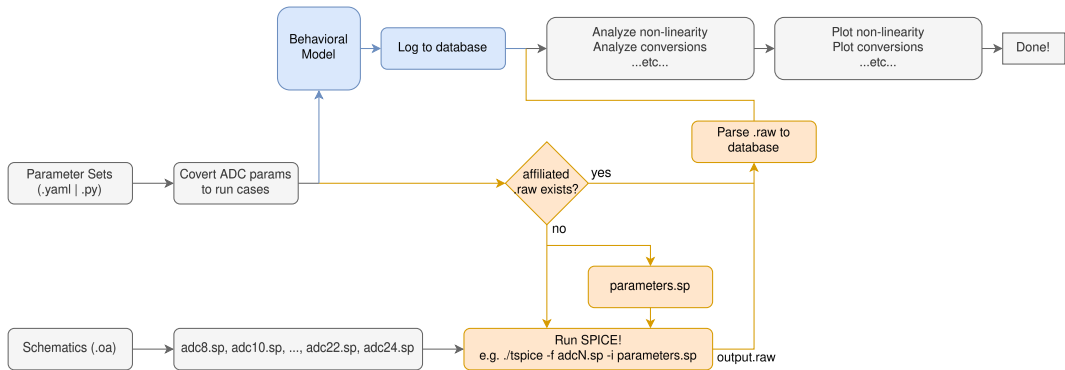 Behavioral
Model
Log to database
Analyze non-linearity
Analyze conversions
...etc...
Plot non-linearity
Plot conversions
...etc...
Done!
Parse .raw to
database
Parameter Sets
(.yaml | .py)
Covert ADC params
to run cases
affiliated
.raw exists?
yes
no
parameters.sp
Schematics (.oa)
adc8.sp, adc10.sp, ..., adc22.sp, adc24.sp
Run SPICE!
e.g. ./tspice -f adcN.sp -i parameters.sp
output.raw